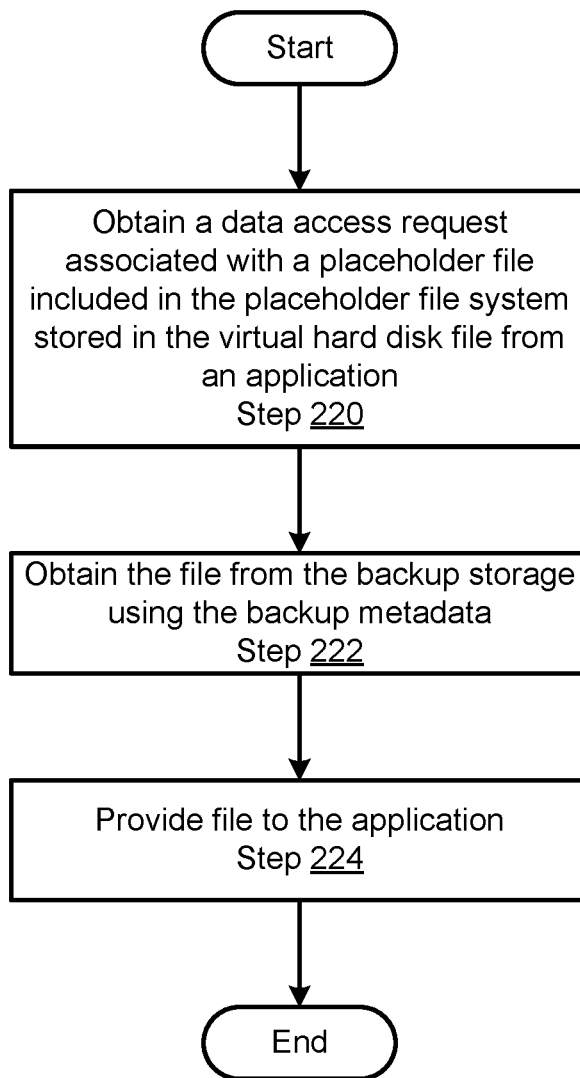 Start
Obtain a data access request
associated with a placeholder file
included in the placeholder file system
stored in the virtual hard disk file from
an application
Step 220
Obtain the file from the backup storage
using the backup metadata
Step 222
Provide file to the application
Step 224
End